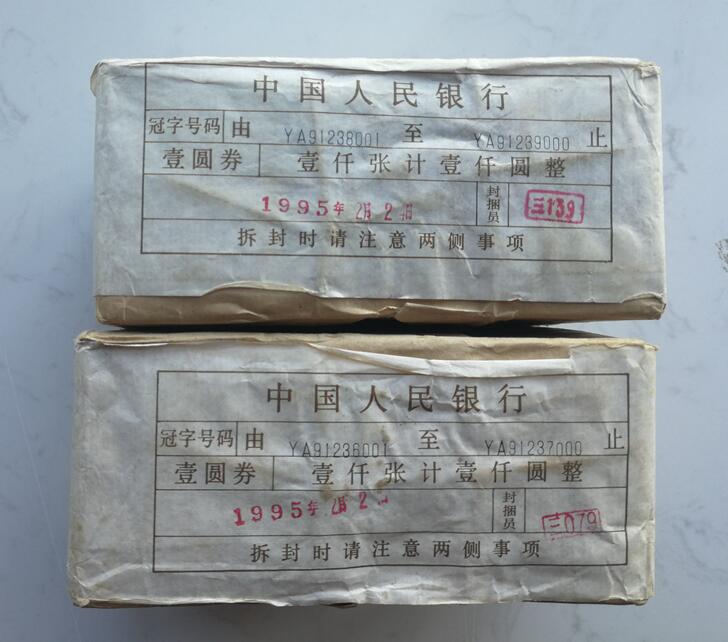 中国人民银行
冠字号码 由 YA91238001 至 YA91239000 止
壹圆券 壹仟张计壹仟圆整
1995年 2月 2日 封捆员 三139
拆封时请注意两侧事项
中国人民银行
冠字号码 由 YA91236001 至 YA91237000 止
壹圆券 壹仟张计壹仟圆整
1995年 2月 2 封捆员 三079
拆封时请注意两侧事项